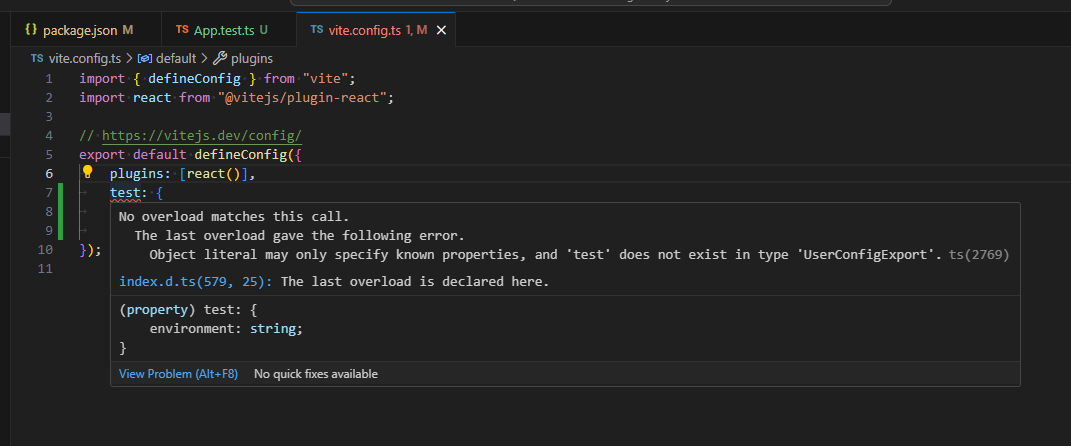 {} package.json M TS App.test.ts U TS vite.config.ts 1, M ×
TS vite.config.ts > default > plugins
1 import { defineConfig } from "vite";
2 import react from "@vitejs/plugin-react";
3
4 // https://vitejs.dev/config/
5 export default defineConfig({
6 plugins: [react()],
7 test: {
8 No overload matches this call.
9 The last overload gave the following error.
10 }); Object literal may only specify known properties, and 'test' does not exist in type 'UserConfigExport'. ts(2769)
11 index.d.ts(579, 25): The last overload is declared here.
(property) test: {
environment: string;
}
View Problem (Alt+F8) No quick fixes available